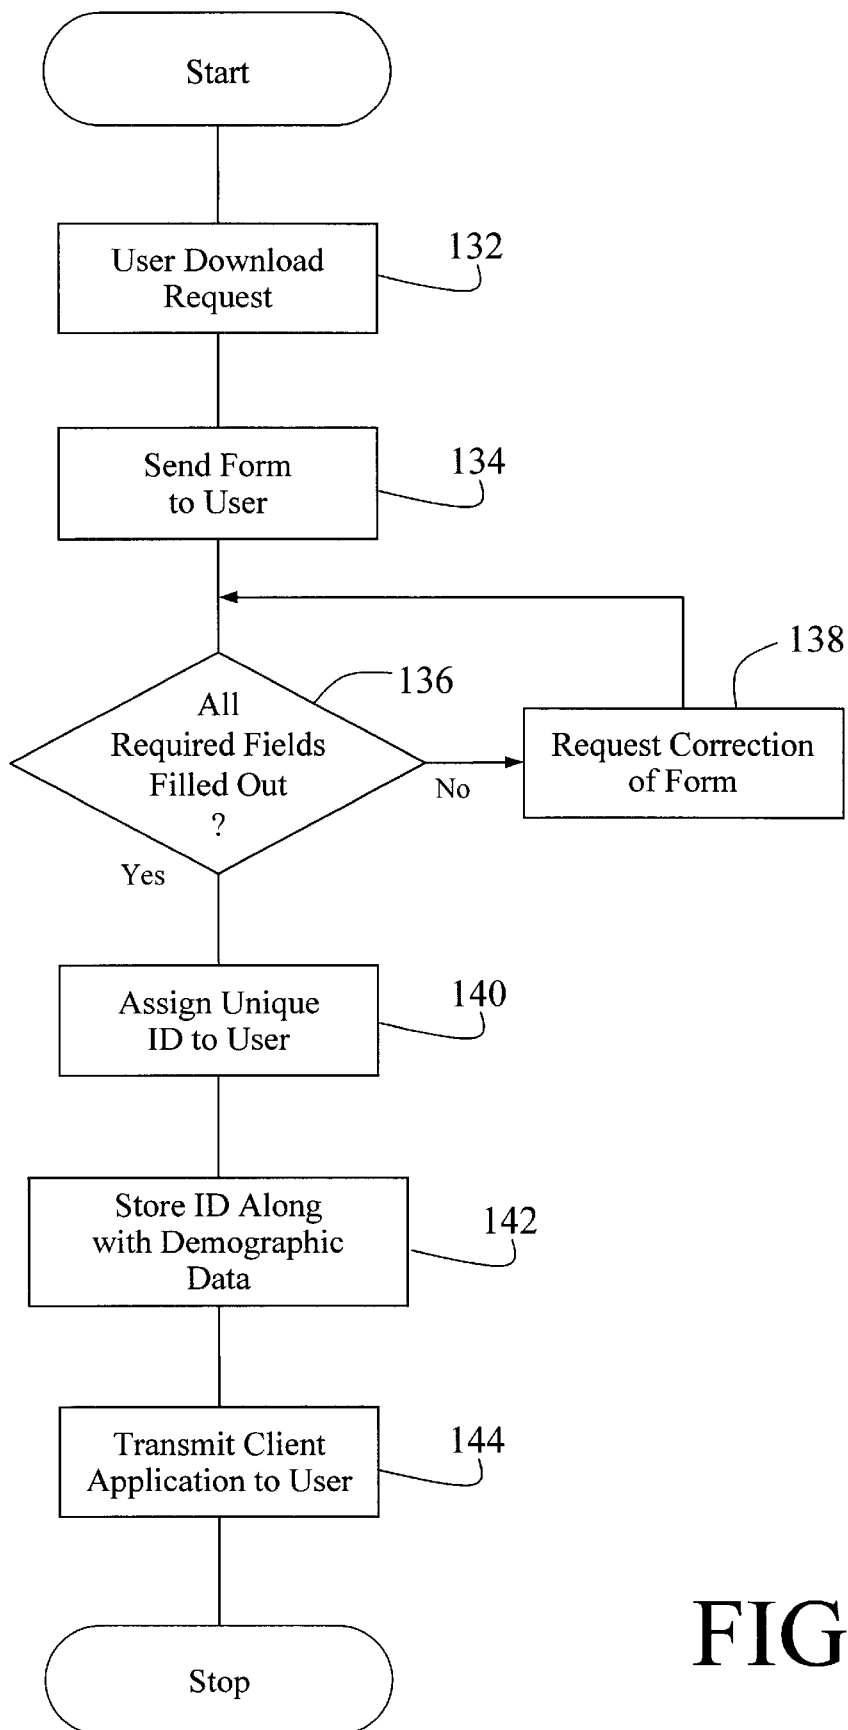 Start
User Download
Request
132
Send Form
to User
134
All
Required Fields
Filled Out
?
136
No
Request Correction
of Form
138
Yes
Assign Unique
ID to User
140
Store ID Along
with Demographic
Data
142
Transmit Client
Application to User
144
Stop
FIG